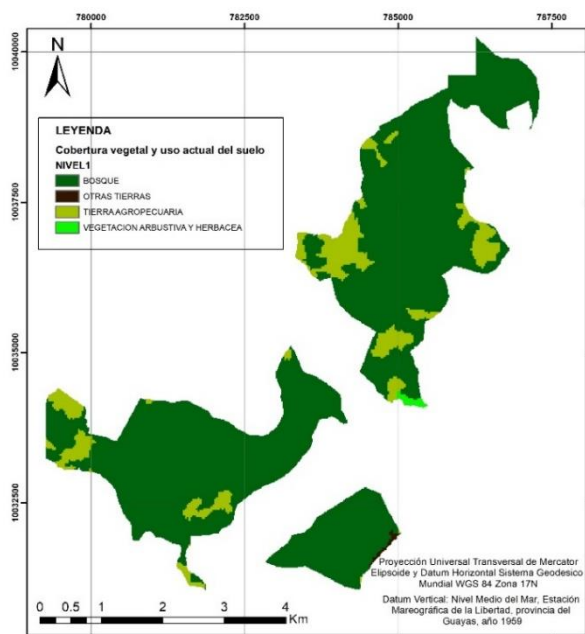 780000 782500 785000 787500
10040000
N
LEYENDA
Cobertura vegetal y uso actual del suelo
NIVEL1
BOSQUE
OTRAS TIERRAS
TIERRA AGROPECUARIA
VEGETACION ARBUSTIVA Y HERBACEA
10037500
10035000
10032500
Proyección Universal Transversal de Mercator
Elipsoide y Datum Horizontal Sistema Geodesico
Mundial WGS 84 Zona 17N
Datum Vertical: Nivel Medio del Mar, Estación
Mareográfica de la Libertad, provincia del
Guayas, año 1959
0 0.5 1 2 3 4
Km